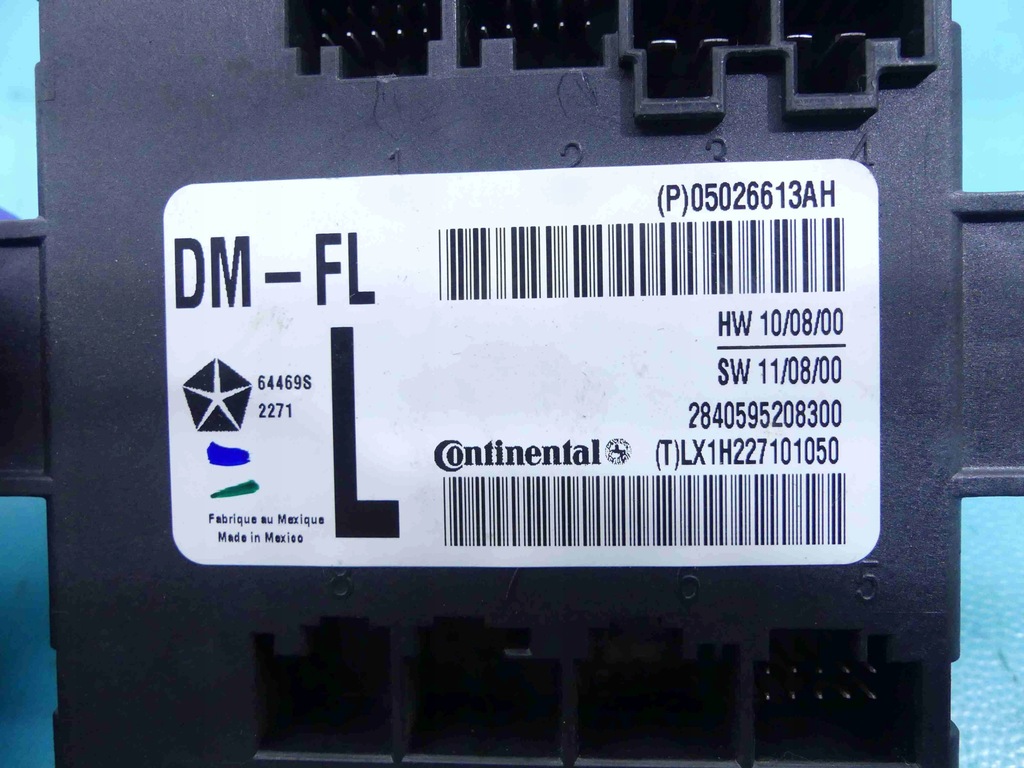 1 2 3 4
(P)05026613AH
DM-FL
HW 10/08/00
SW 11/08/00
L
64469S
2271
2840595208300
Continental
(T)LX1H227101050
Fabrique au Mexique
Made in Mexico
8 7 6 5